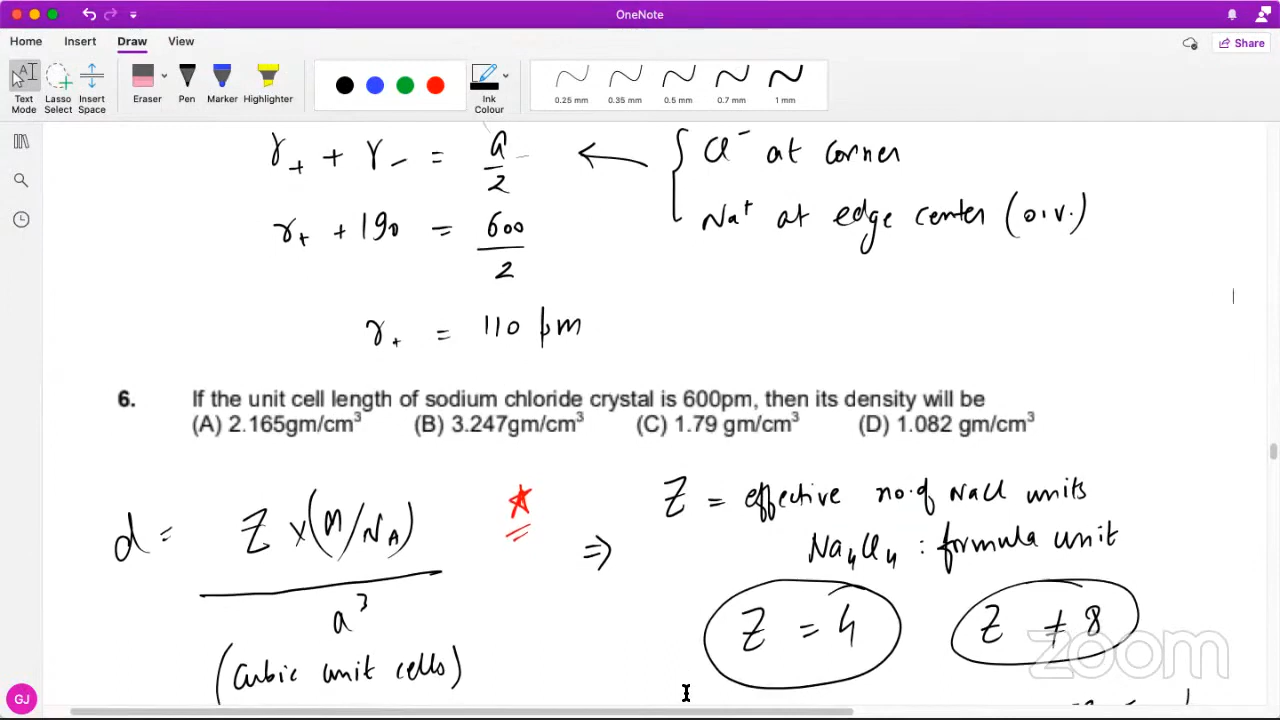 OneNote
Home Insert Draw View
Share
Text Mode Lasso Select Insert Space Eraser Pen Marker Highlighter Ink Colour 0.25 mm 0.35 mm 0.5 mm 0.7 mm 1 mm
r₊ + r₋ = a/2 ← { Cl⁻ at corner
Na⁺ at edge center (o.v.)
r₊ + 190 = 600/2
r₊ = 110 pm
6. If the unit cell length of sodium chloride crystal is 600pm, then its density will be
(A) 2.165gm/cm³ (B) 3.247gm/cm³ (C) 1.79 gm/cm³ (D) 1.082 gm/cm³
d = Z × (M/N_A) / a³
⇒ Z = effective no. of NaCl units
Na₄Cl₄ : formula unit
Z = 4 Z ≠ 8
(Cubic unit cells)
zoom
GJ